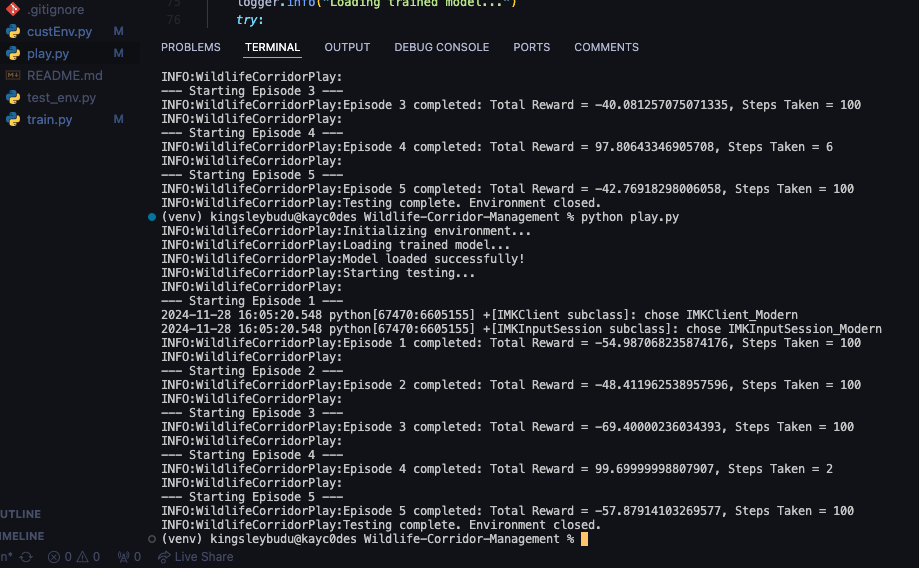 .gitignore
custEnv.py M
play.py M
README.md
test_env.py
train.py M
UTLINE
IMELINE
75 logger.info("Loading trained model...")
76 try:
PROBLEMS TERMINAL OUTPUT DEBUG CONSOLE PORTS COMMENTS
INFO:WildlifeCorridorPlay:
--- Starting Episode 3 ---
INFO:WildlifeCorridorPlay:Episode 3 completed: Total Reward = -40.081257075071335, Steps Taken = 100
INFO:WildlifeCorridorPlay:
--- Starting Episode 4 ---
INFO:WildlifeCorridorPlay:Episode 4 completed: Total Reward = 97.80643346905708, Steps Taken = 6
INFO:WildlifeCorridorPlay:
--- Starting Episode 5 ---
INFO:WildlifeCorridorPlay:Episode 5 completed: Total Reward = -42.76918298006058, Steps Taken = 100
INFO:WildlifeCorridorPlay:Testing complete. Environment closed.
(venv) kingsleybudu@kayc0des Wildlife-Corridor-Management % python play.py
INFO:WildlifeCorridorPlay:Initializing environment...
INFO:WildlifeCorridorPlay:Loading trained model...
INFO:WildlifeCorridorPlay:Model loaded successfully!
INFO:WildlifeCorridorPlay:Starting testing...
INFO:WildlifeCorridorPlay:
--- Starting Episode 1 ---
2024-11-28 16:05:20.548 python[67470:6605155] +[IMKClient subclass]: chose IMKClient_Modern
2024-11-28 16:05:20.548 python[67470:6605155] +[IMKInputSession subclass]: chose IMKInputSession_Modern
INFO:WildlifeCorridorPlay:Episode 1 completed: Total Reward = -54.987068235874176, Steps Taken = 100
INFO:WildlifeCorridorPlay:
--- Starting Episode 2 ---
INFO:WildlifeCorridorPlay:Episode 2 completed: Total Reward = -48.411962538957596, Steps Taken = 100
INFO:WildlifeCorridorPlay:
--- Starting Episode 3 ---
INFO:WildlifeCorridorPlay:Episode 3 completed: Total Reward = -69.40000236034393, Steps Taken = 100
INFO:WildlifeCorridorPlay:
--- Starting Episode 4 ---
INFO:WildlifeCorridorPlay:Episode 4 completed: Total Reward = 99.69999998807907, Steps Taken = 2
INFO:WildlifeCorridorPlay:
--- Starting Episode 5 ---
INFO:WildlifeCorridorPlay:Episode 5 completed: Total Reward = -57.87914103269577, Steps Taken = 100
INFO:WildlifeCorridorPlay:Testing complete. Environment closed.
(venv) kingsleybudu@kayc0des Wildlife-Corridor-Management %
n* 0 0 0 Live Share